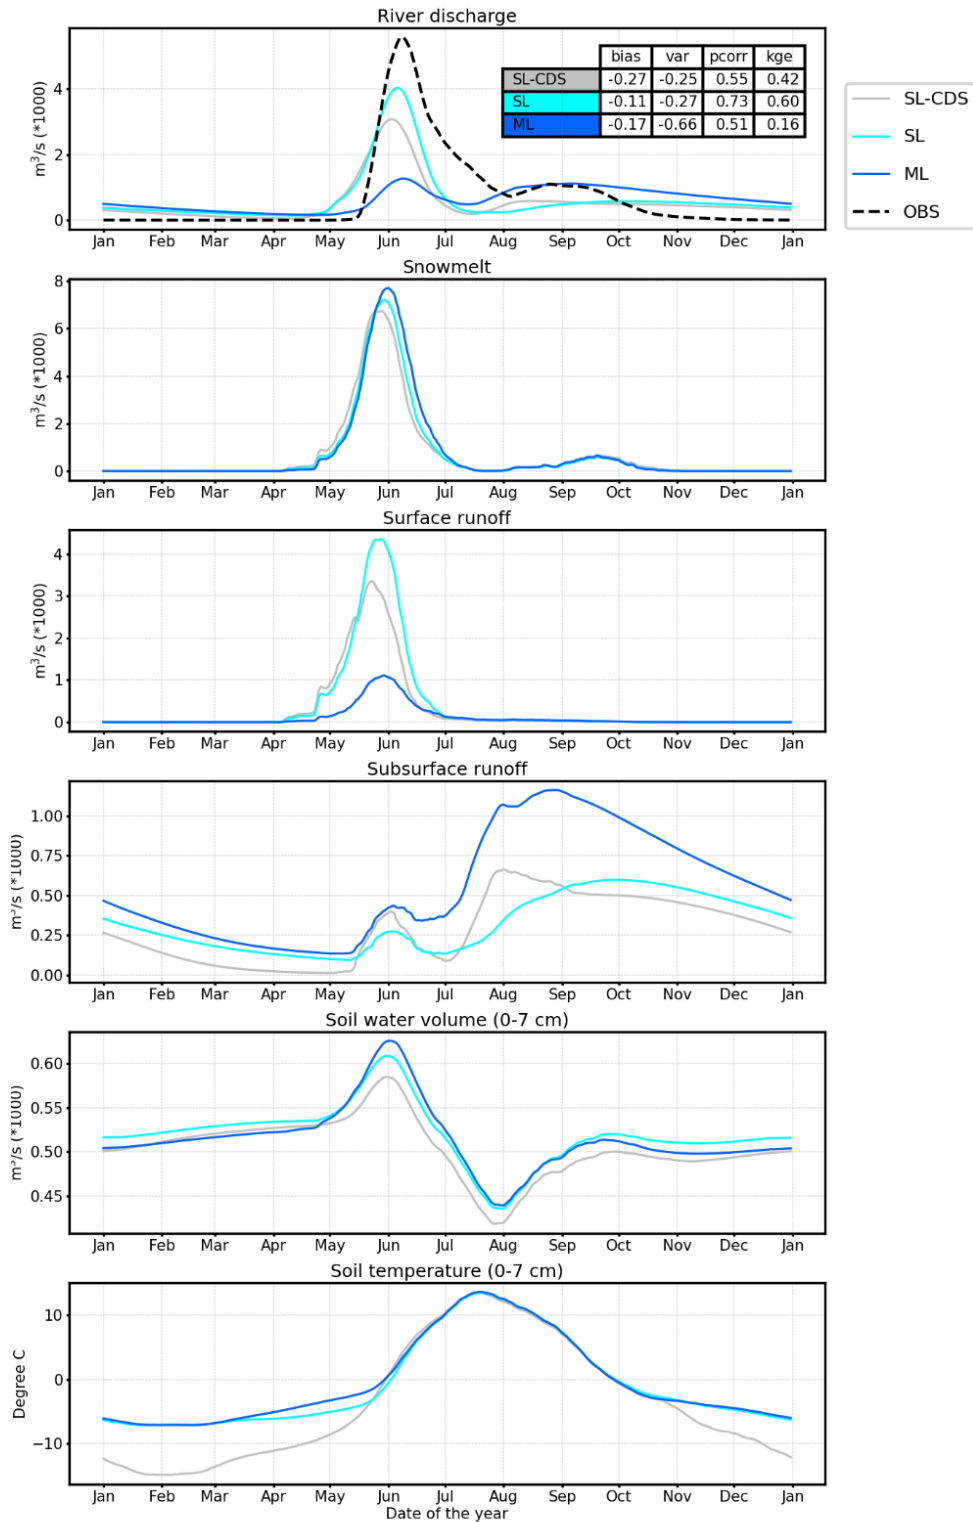 River discharge
bias var pcorr kge
SL-CDS -0.27 -0.25 0.55 0.42
SL -0.11 -0.27 0.73 0.60
ML -0.17 -0.66 0.51 0.16
m³/s (*1000)
4
2
0
Jan Feb Mar Apr May Jun Jul Aug Sep Oct Nov Dec Jan
SL-CDS
SL
ML
OBS
Snowmelt
m³/s (*1000)
8
6
4
2
0
Jan Feb Mar Apr May Jun Jul Aug Sep Oct Nov Dec Jan
Surface runoff
m³/s (*1000)
4
3
2
1
0
Jan Feb Mar Apr May Jun Jul Aug Sep Oct Nov Dec Jan
Subsurface runoff
m³/s (*1000)
1.00
0.75
0.50
0.25
0.00
Jan Feb Mar Apr May Jun Jul Aug Sep Oct Nov Dec Jan
Soil water volume (0-7 cm)
m³/s (*1000)
0.60
0.55
0.50
0.45
Jan Feb Mar Apr May Jun Jul Aug Sep Oct Nov Dec Jan
Soil temperature (0-7 cm)
Degree C
10
0
−10
Jan Feb Mar Apr May Jun Jul Aug Sep Oct Nov Dec Jan
Date of the year